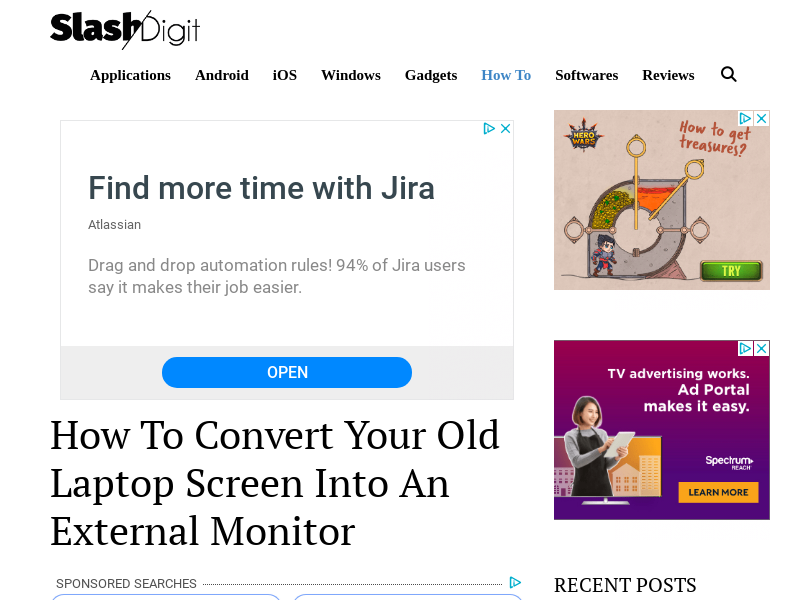 SlashDigit
Applications Android iOS Windows Gadgets How To Softwares Reviews
Find more time with Jira
Atlassian
Drag and drop automation rules! 94% of Jira users
say it makes their job easier.
OPEN
How To Convert Your Old
Laptop Screen Into An
External Monitor
SPONSORED SEARCHES
HERO
WARS
How to get
treasures?
TRY
TV advertising works.
Ad Portal
makes it easy.
Spectrum
REACH
LEARN MORE
RECENT POSTS